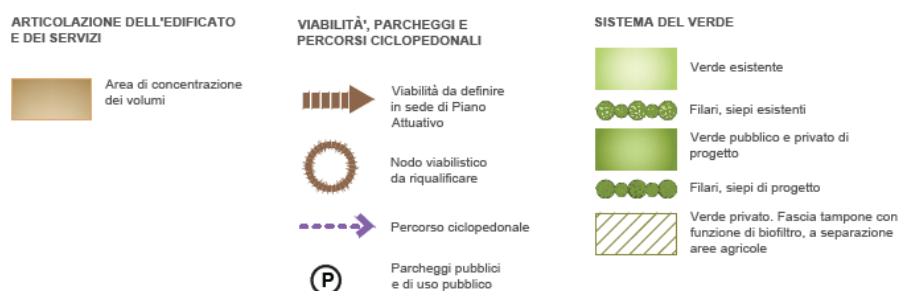 ARTICOLAZIONE DELL'EDIFICATO
E DEI SERVIZI
Area di concentrazione
dei volumi
VIABILITÀ', PARCHEGGI E
PERCORSI CICLOPEDONALI
Viabilità da definire
in sede di Piano
Attuativo
Nodo viabilistico
da riqualificare
Percorso ciclopedonale
P
Parcheggi pubblici
e di uso pubblico
SISTEMA DEL VERDE
Verde esistente
Filari, siepi esistenti
Verde pubblico e privato di
progetto
Filari, siepi di progetto
Verde privato. Fascia tampone con
funzione di biofiltro, a separazione
aree agricole